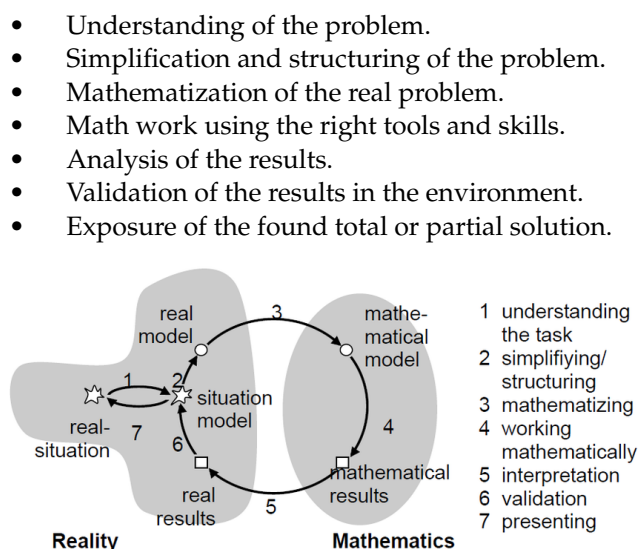 • Understanding of the problem.
• Simplification and structuring of the problem.
• Mathematization of the real problem.
• Math work using the right tools and skills.
• Analysis of the results.
• Validation of the results in the environment.
• Exposure of the found total or partial solution.
real
model
3
mathe-
matical
model
1
2
situation
model
real-
situation
7
6
4
real
results
5
mathematical
results
Reality
Mathematics
1 understanding
the task
2 simplifiying/
structuring
3 mathematizing
4 working
mathematically
5 interpretation
6 validation
7 presenting